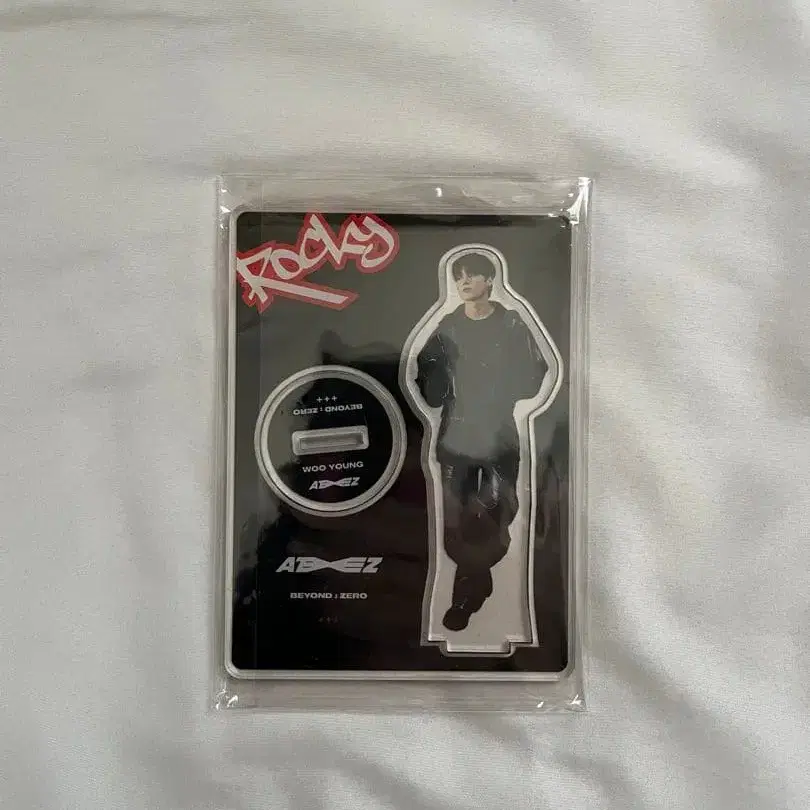 Rocky
+++
BEYOND : ZERO
WOO YOUNG
ATEEZ
ATEEZ
BEYOND : ZERO
+++